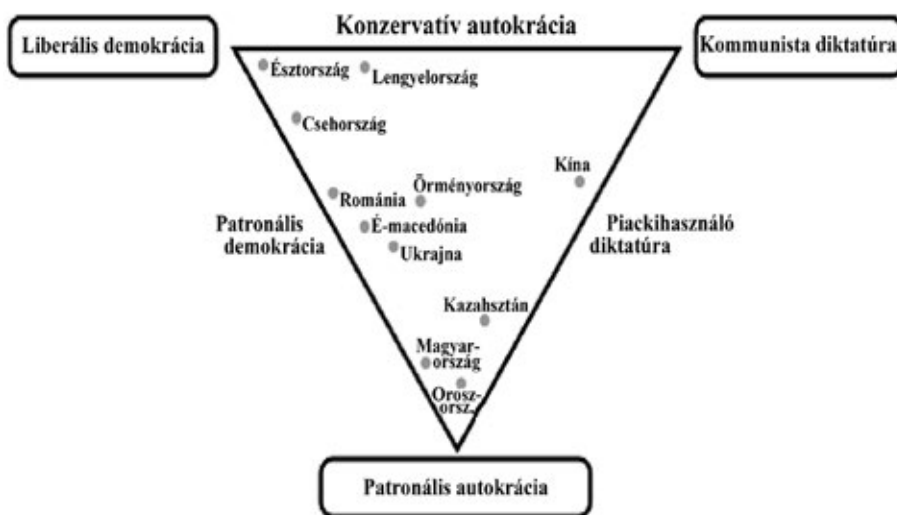 Konzervatív autokrácia
Liberális demokrácia
Kommunista diktatúra
Észtország
Lengyelország
Csehország
Kína
Örményország
Románia
Patronális
demokrácia
É-macedónia
Piackihasználó
diktatúra
Ukrajna
Kazahsztán
Magyar-
ország
Orosz-
orsz.
Patronális autokrácia